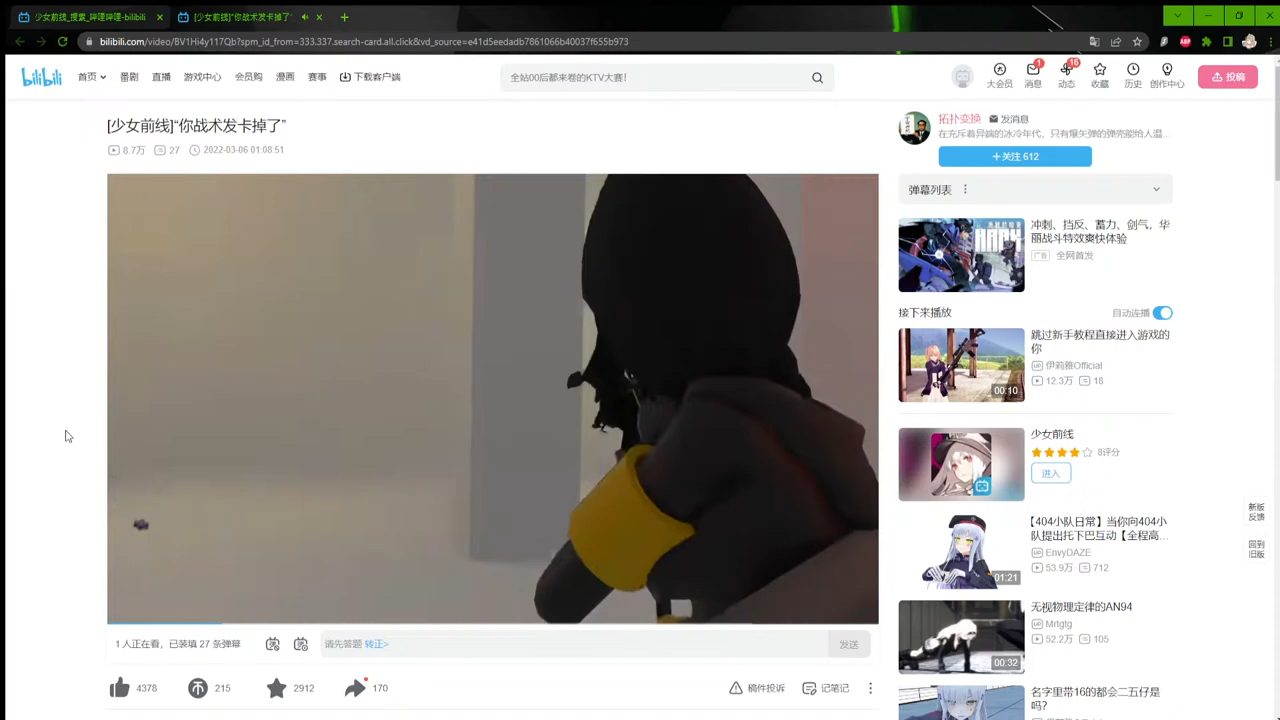 少女前线_搜索_哔哩哔哩-bilibili
[少女前线]“你战术发卡掉了”
bilibili.com/video/BV1Hi4y117Qb?spm_id_from=333.337.search-card.all.click&vd_source=e41d5eedadb7861066b40037f655b973
ABP
bilibili
首页
番剧
直播
游戏中心
会员购
漫画
赛事
下载客户端
全站00后都来卷的KTV大赛！
大会员
1
消息
16
动态
收藏
历史
创作中心
投稿
[少女前线]“你战术发卡掉了”
8.7万
27
2022-03-06 01:08:51
拓扑变换
发消息
在充斥着异端的冰冷年代，只有爆矢弹的弹壳能给人温...
＋关注 612
弹幕列表
冲刺、挡反、蓄力、剑气，华
丽战斗特效爽快体验
广告
全网首发
接下来播放
自动连播
00:10
跳过新手教程直接进入游戏的
你
UP
伊莉雅Official
12.3万
18
少女前线
8评分
进入
01:21
【404小队日常】当你向404小
队提出托下巴互动【全程高...
UP
EnvyDAZE
53.9万
712
00:32
无视物理定律的AN94
UP
Mrtgtg
52.2万
105
名字里带16的都会二五仔是
吗？
新版
反馈
回到
旧版
1 人正在看，已装填 27 条弹幕
请先答题 转正>
发送
4378
215
2912
170
稿件投诉
记笔记